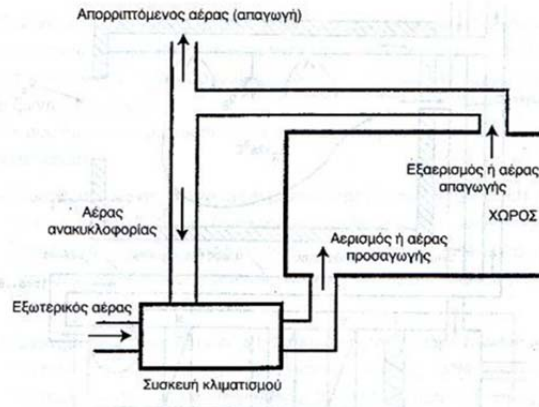 Απορριπτόμενος αέρας (απαγωγή)
Εξαερισμός ή αέρας
απαγωγής
ΧΩΡΟΣ
Αέρας
ανακυκλοφορίας
Αερισμός ή αέρας
προσαγωγής
Εξωτερικός αέρας
Συσκευή κλιματισμού